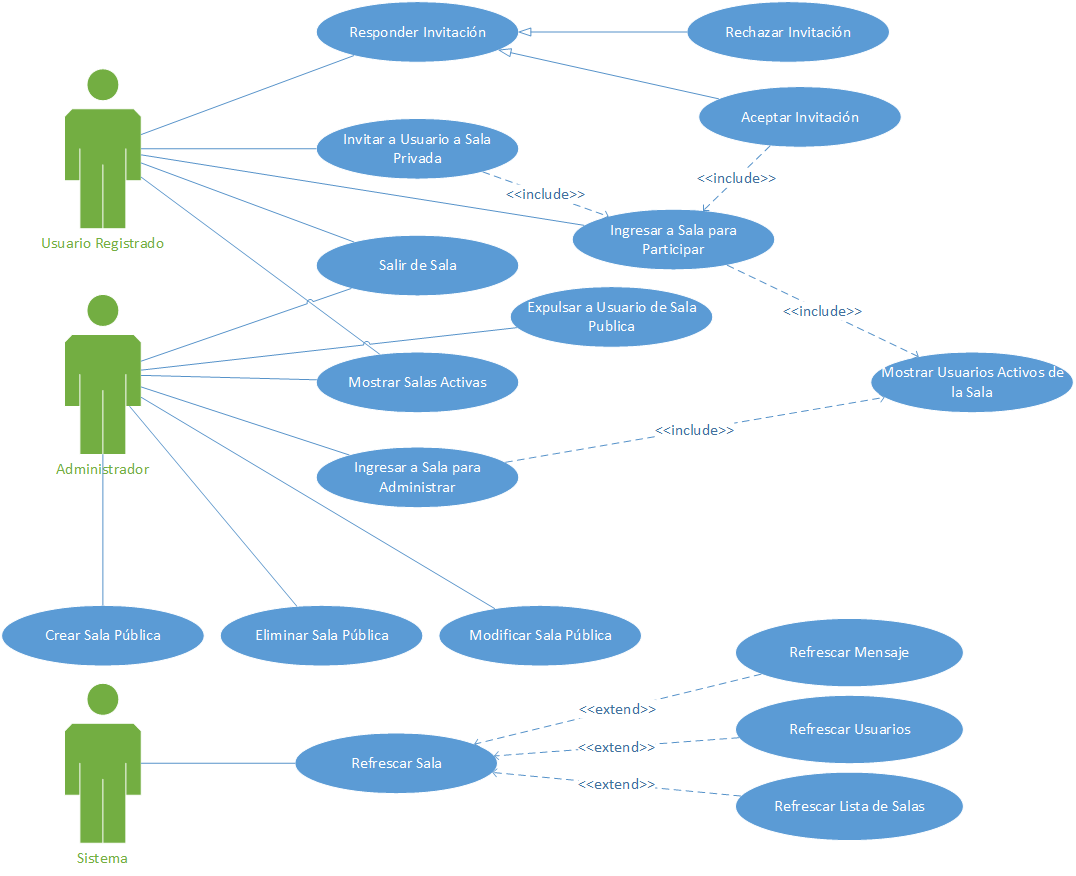 Responder Invitación
Rechazar Invitación
Aceptar Invitación
Invitar a Usuario a Sala
Privada
<<include>>
<<include>>
Usuario Registrado
Ingresar a Sala para
Participar
Salir de Sala
Expulsar a Usuario de Sala
Publica
<<include>>
Mostrar Salas Activas
Mostrar Usuarios Activos de
la Sala
<<include>>
Administrador
Ingresar a Sala para
Administrar
Crear Sala Pública
Eliminar Sala Pública
Modificar Sala Pública
Refrescar Mensaje
<<extend>>
Refrescar Usuarios
<<extend>>
Refrescar Sala
<<extend>>
Refrescar Lista de Salas
Sistema